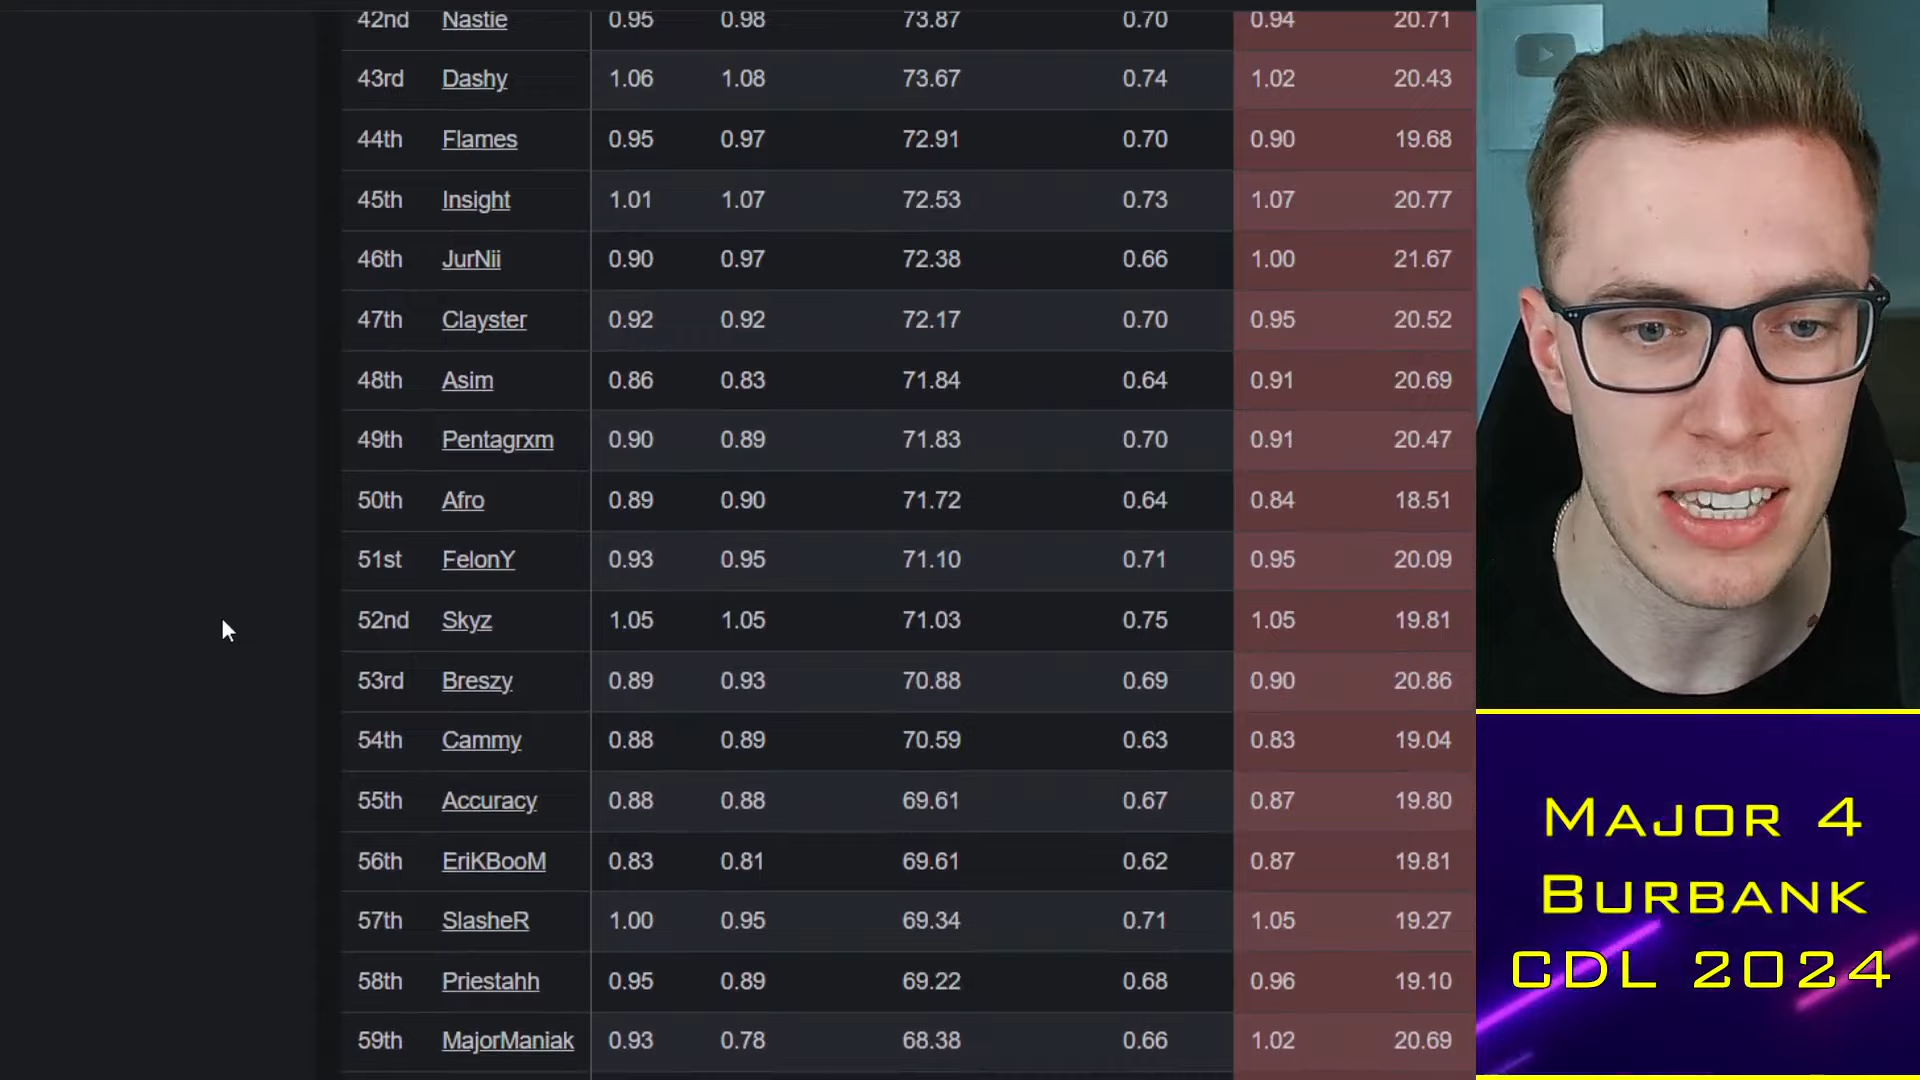 42nd Nastie 0.95 0.98 73.87 0.70 0.94 20.71
43rd Dashy 1.06 1.08 73.67 0.74 1.02 20.43
44th Flames 0.95 0.97 72.91 0.70 0.90 19.68
45th Insight 1.01 1.07 72.53 0.73 1.07 20.77
46th JurNii 0.90 0.97 72.38 0.66 1.00 21.67
47th Clayster 0.92 0.92 72.17 0.70 0.95 20.52
48th Asim 0.86 0.83 71.84 0.64 0.91 20.69
49th Pentagrxm 0.90 0.89 71.83 0.70 0.91 20.47
50th Afro 0.89 0.90 71.72 0.64 0.84 18.51
51st FelonY 0.93 0.95 71.10 0.71 0.95 20.09
52nd Skyz 1.05 1.05 71.03 0.75 1.05 19.81
53rd Breszy 0.89 0.93 70.88 0.69 0.90 20.86
54th Cammy 0.88 0.89 70.59 0.63 0.83 19.04
55th Accuracy 0.88 0.88 69.61 0.67 0.87 19.80
56th EriKBooM 0.83 0.81 69.61 0.62 0.87 19.81
57th SlasheR 1.00 0.95 69.34 0.71 1.05 19.27
58th Priestahh 0.95 0.89 69.22 0.68 0.96 19.10
59th MajorManiak 0.93 0.78 68.38 0.66 1.02 20.69
Major 4
Burbank
CDL 2024